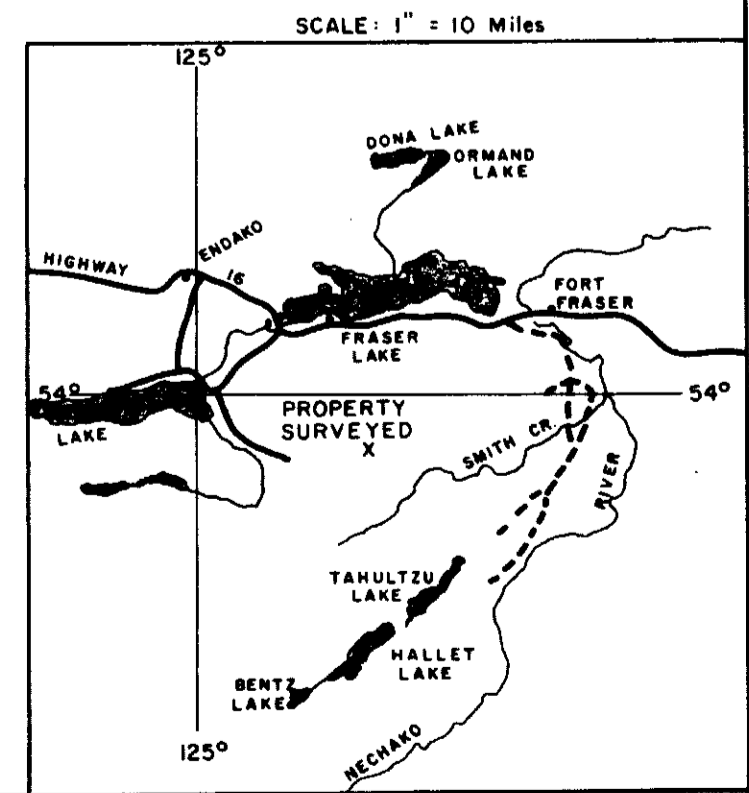 SCALE: 1" = 10 Miles
125°
DONA LAKE
ORMAND
LAKE
ENDAKO
HIGHWAY
16
FORT
FRASER
FRASER
LAKE
54°
54°
PROPERTY
SURVEYED
X
LAKE
SMITH CR.
RIVER
TAHULTZU
LAKE
HALLET
LAKE
BENTZ
LAKE
125°
NECHAKO